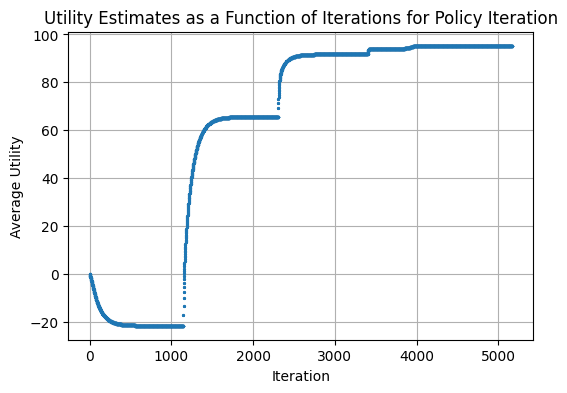 Utility Estimates as a Function of Iterations for Policy Iteration
100
80
60
40
20
0
−20
Average Utility
0 1000 2000 3000 4000 5000
Iteration